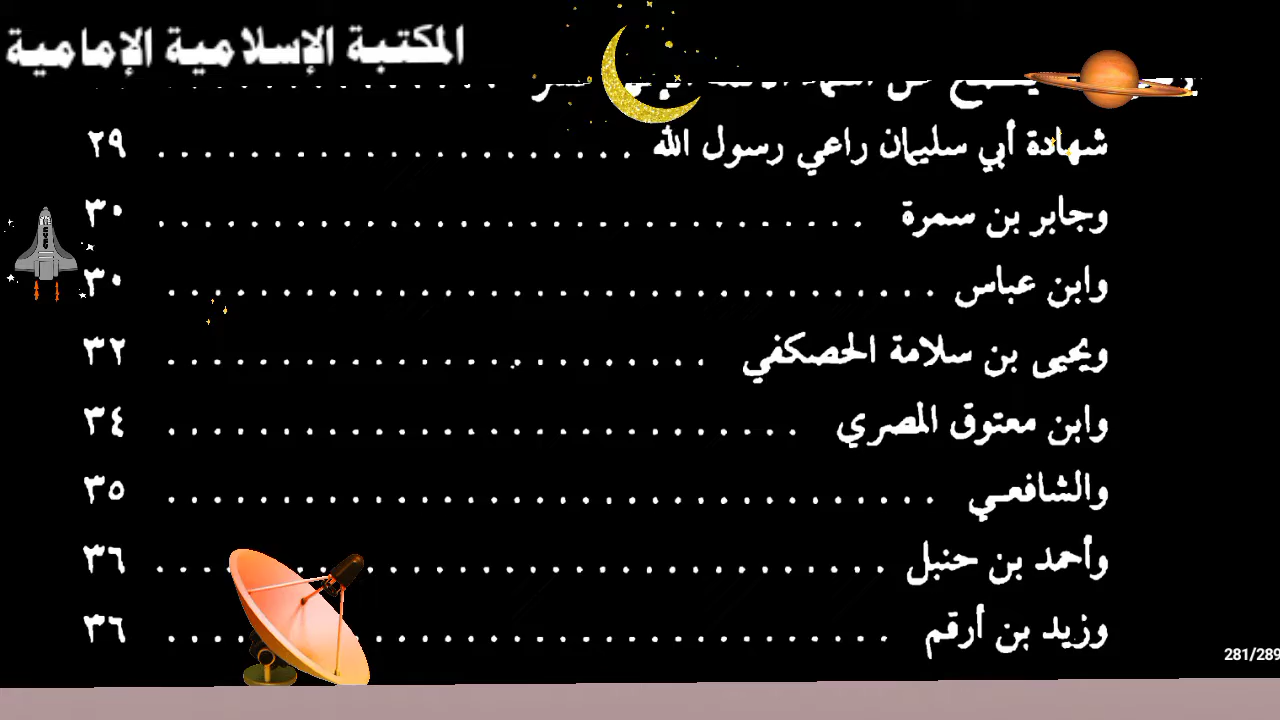 المكتبة الإسلامية الإمامية
شهادة أبي سليمان راعي رسول الله . . . . . . . . . . . . . . . . . . . . . ٢٩
وجابر بن سمرة . . . . . . . . . . . . . . . . . . . . . . . . . . . . . . ٣٠
وابن عباس . . . . . . . . . . . . . . . . . . . . . . . . . . . . . . . . ٣٠
ويحيى بن سلامة الحصكفي . . . . . . . . . . . . . . . . . . . . . . . ٣٢
وابن معتوق المصري . . . . . . . . . . . . . . . . . . . . . . . . . . . ٣٤
والشافعي . . . . . . . . . . . . . . . . . . . . . . . . . . . . . . . . ٣٥
وأحمد بن حنبل . . . . . . . . . . . . . . . . . . . . . . . . . . . . . . ٣٦
وزيد بن أرقم . . . . . . . . . . . . . . . . . . . . . . . . . . . . . . ٣٦
281/289